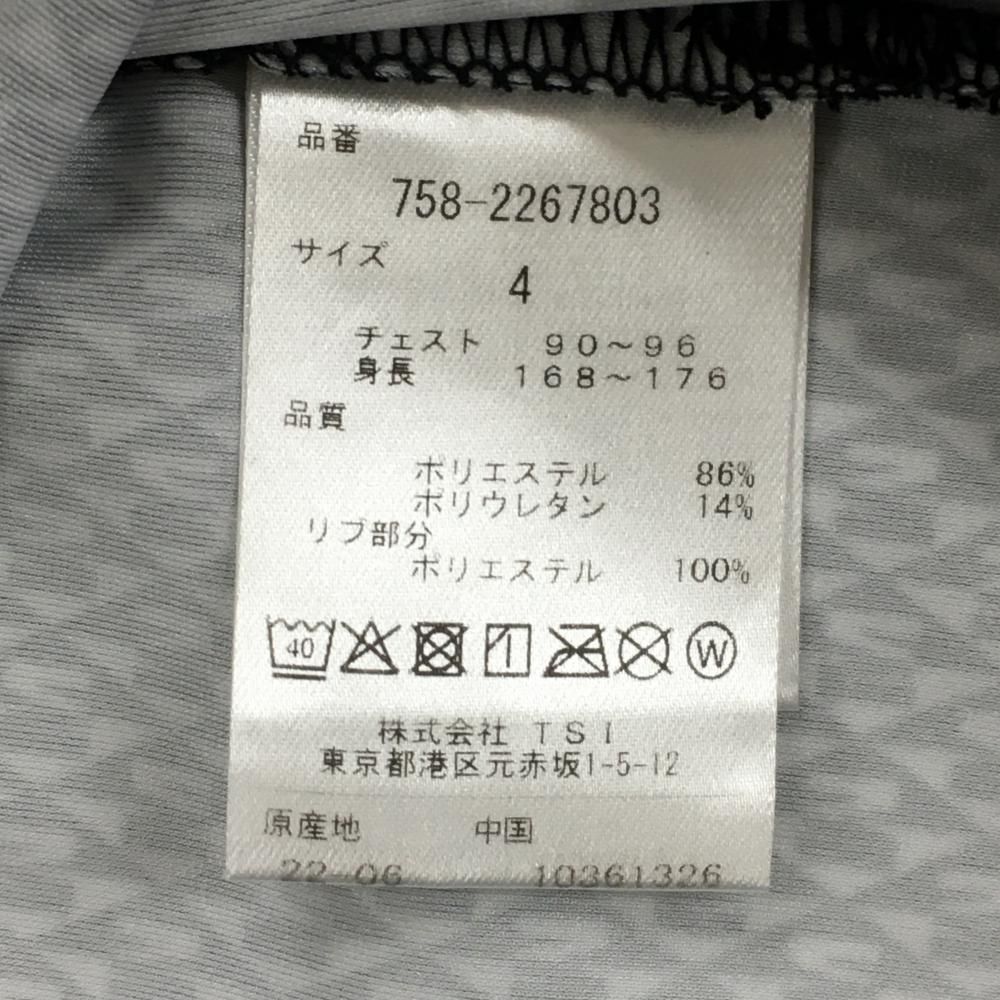 品番
758-2267803
サイズ
4
チェスト 90～96
身長 168～176
品質
ポリエステル 86%
ポリウレタン 14%
リブ部分
ポリエステル 100%
40 W
株式会社 TSI
東京都港区元赤坂1-5-12
原産地 中国
22-06 10361326